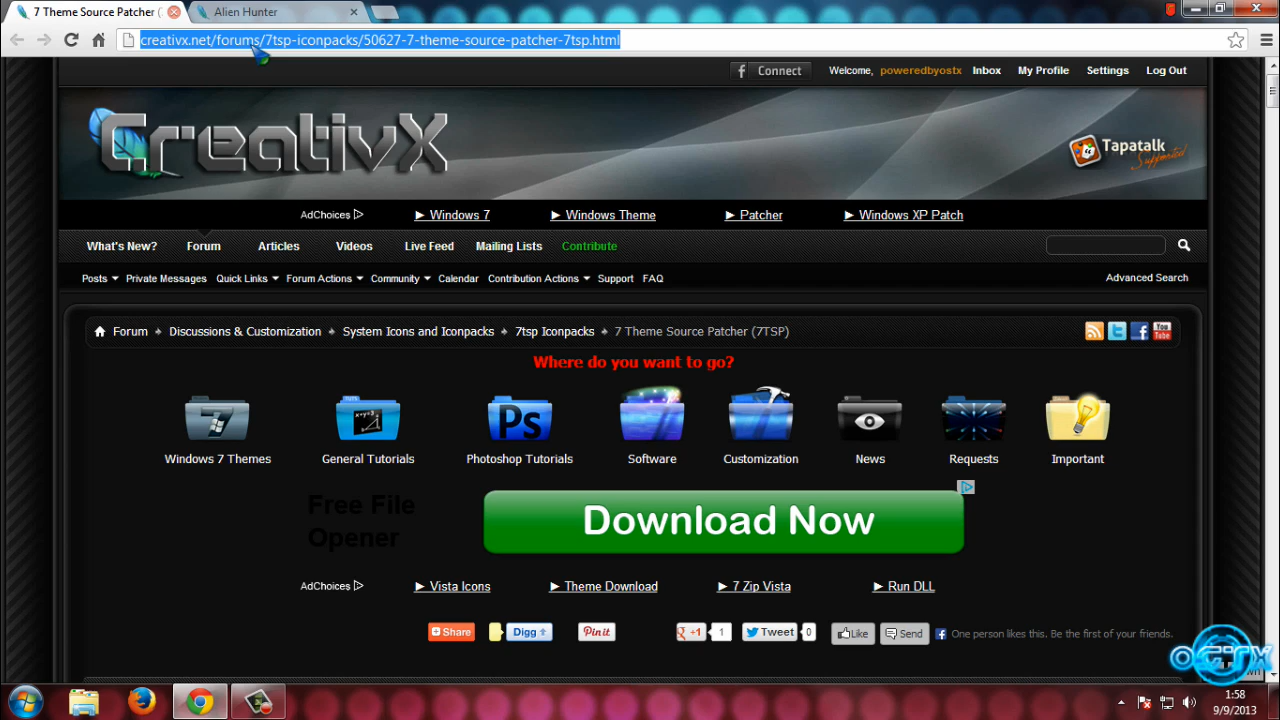 7 Theme Source Patcher (
Alien Hunter
creativx.net/forums/7tsp-iconpacks/50627-7-theme-source-patcher-7tsp.html
f Connect Welcome, poweredbyostx Inbox My Profile Settings Log Out
CreativX
Tapatalk
Supported
AdChoices ► Windows 7 ► Windows Theme ► Patcher ► Windows XP Patch
What's New? Forum Articles Videos Live Feed Mailing Lists Contribute
Posts Private Messages Quick Links Forum Actions Community Calendar Contribution Actions Support FAQ Advanced Search
Forum Discussions & Customization System Icons and Iconpacks 7tsp Iconpacks 7 Theme Source Patcher (7TSP)
You Tube
Where do you want to go?
7
x+y=z
Ps
Windows 7 Themes General Tutorials Photoshop Tutorials Software Customization News Requests Important
Free File
Opener
Download Now
AdChoices ► Vista Icons ► Theme Download ► 7 Zip Vista ► Run DLL
Share Digg Pin it +1 1 Tweet 0 Like Send One person likes this. Be the first of your friends.
OSTX
1:58
9/9/2013